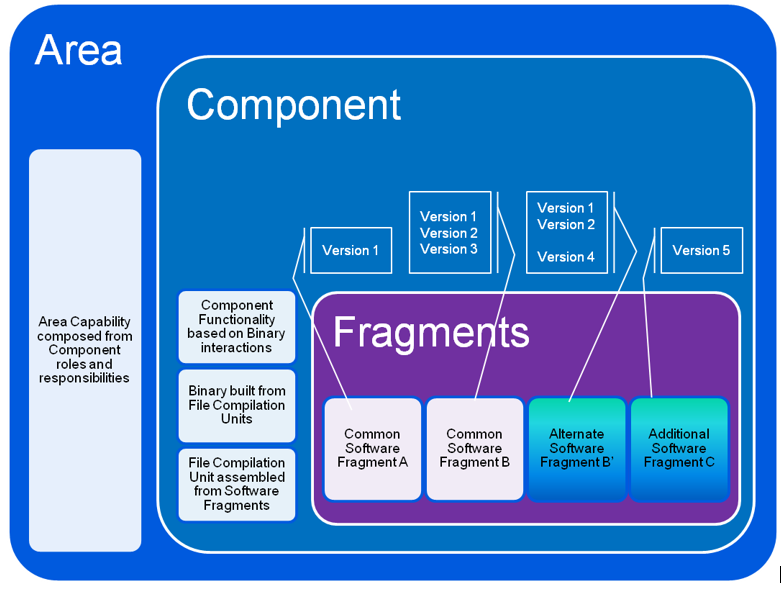 Area
Component
Version 1
Version 1
Version 2
Version 3
Version 1
Version 2
Version 4
Version 5
Area Capability
composed from
Component
roles and
responsibilities
Component
Functionality
based on Binary
interactions
Binary built from
File Compilation
Units
File Compilation
Unit assembled
from Software
Fragments
Fragments
Common
Software
Fragment A
Common
Software
Fragment B
Alternate
Software
Fragment B'
Additional
Software
Fragment C